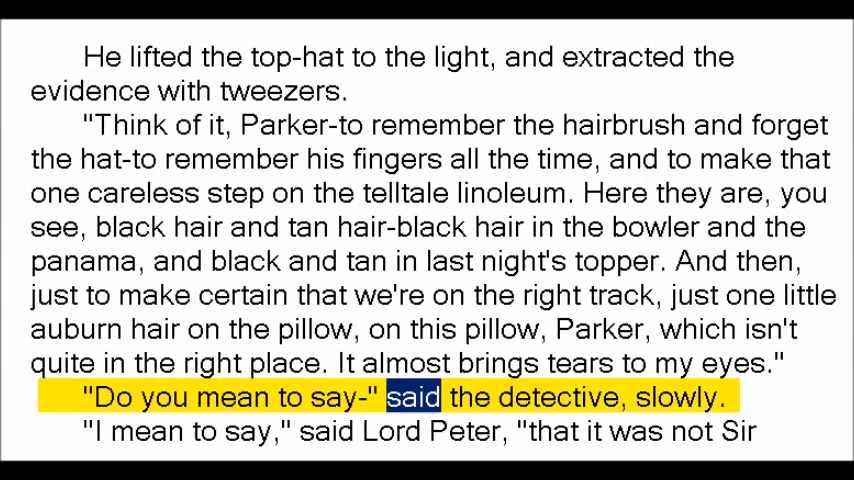 He lifted the top-hat to the light, and extracted the
evidence with tweezers.
"Think of it, Parker-to remember the hairbrush and forget
the hat-to remember his fingers all the time, and to make that
one careless step on the telltale linoleum. Here they are, you
see, black hair and tan hair-black hair in the bowler and the
panama, and black and tan in last night's topper. And then,
just to make certain that we're on the right track, just one little
auburn hair on the pillow, on this pillow, Parker, which isn't
quite in the right place. It almost brings tears to my eyes."
"Do you mean to say-" said the detective, slowly.
"I mean to say," said Lord Peter, "that it was not Sir